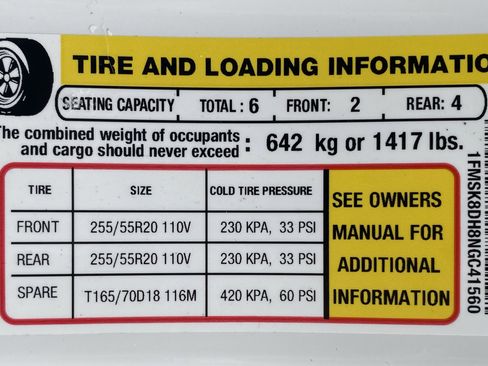 TIRE AND LOADING INFORMATIO
SEATING CAPACITY TOTAL : 6 FRONT: 2 REAR: 4
The combined weight of occupants
and cargo should never exceed : 642 kg or 1417 lbs.
TIRE SIZE COLD TIRE PRESSURE
FRONT 255/55R20 110V 230 KPA, 33 PSI
REAR 255/55R20 110V 230 KPA, 33 PSI
SPARE T165/70D18 116M 420 KPA, 60 PSI
SEE OWNERS
MANUAL FOR
ADDITIONAL
INFORMATION
1FMSK8DH8NGC41560